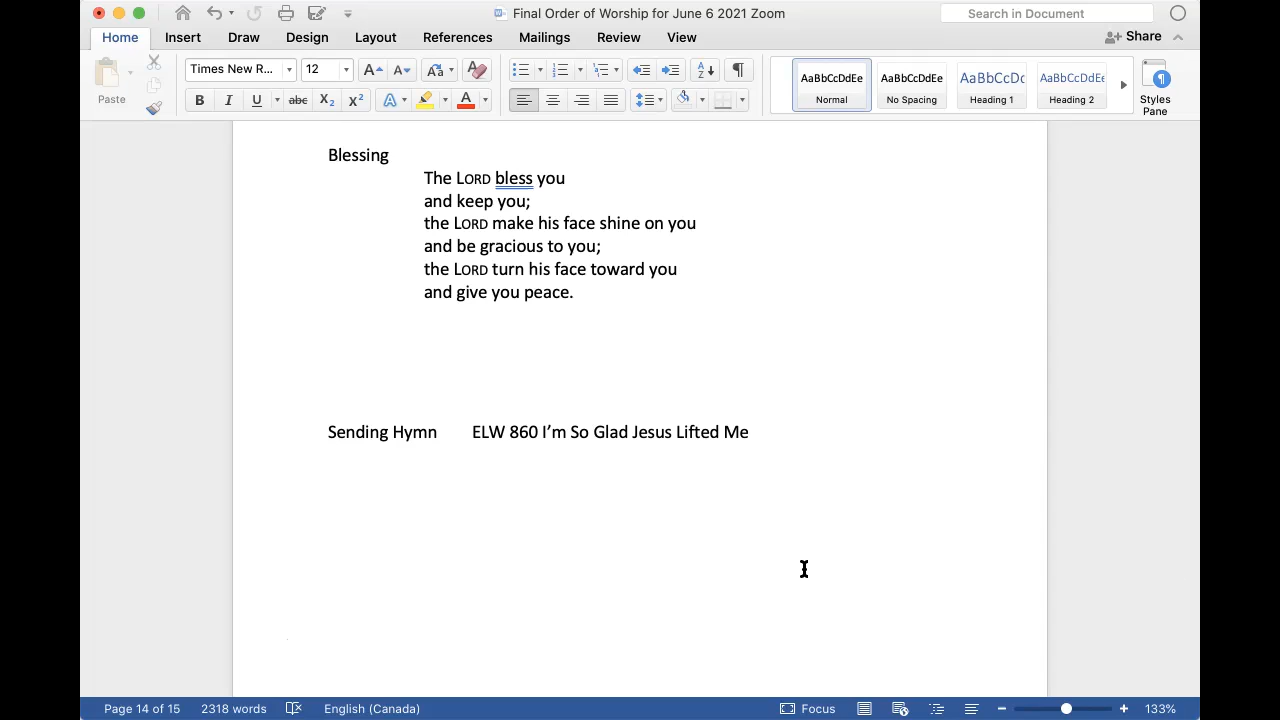 Final Order of Worship for June 6 2021 Zoom
Search in Document
Home Insert Draw Design Layout References Mailings Review View
Share
Paste
Times New R...
12
AaBbCcDdEe
Normal
AaBbCcDdEe
No Spacing
AaBbCcDc
Heading 1
AaBbCcDdEe
Heading 2
Styles
Pane
Blessing
The LORD bless you
and keep you;
the LORD make his face shine on you
and be gracious to you;
the LORD turn his face toward you
and give you peace.
Sending Hymn ELW 860 I’m So Glad Jesus Lifted Me
Page 14 of 15 2318 words English (Canada) Focus 133%